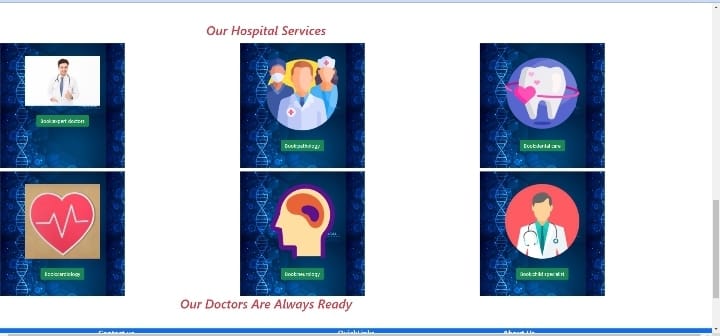 Our Hospital Services
Book expert doctors
Book pathology
Book dental care
Book cardiology
Book neurology
Book child specielist
Our Doctors Are Always Ready
Contact us
Quick Links
About Us